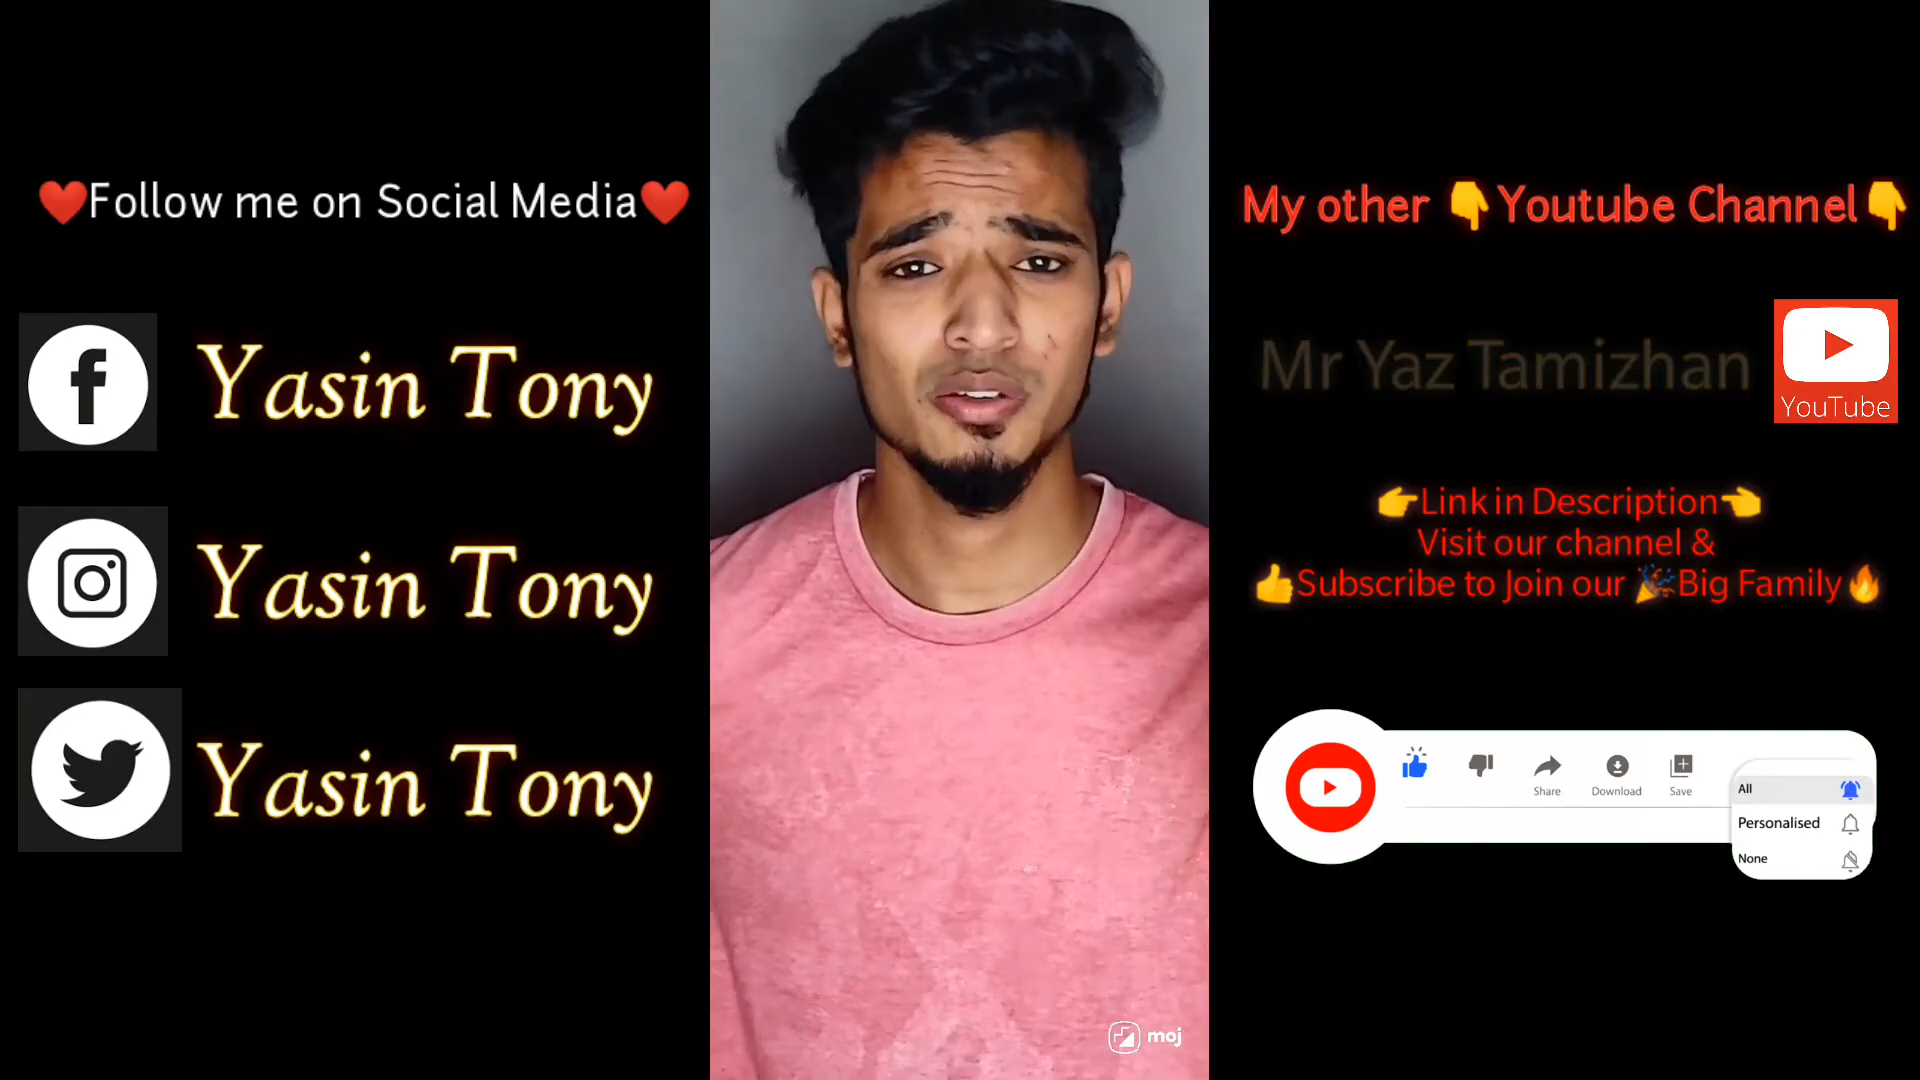 ❤️Follow me on Social Media❤️
Yasin Tony
Yasin Tony
Yasin Tony
My other 👇Youtube Channel👇
Mr Yaz Tamizhan
YouTube
👉Link in Description👈
Visit our channel &
👍Subscribe to Join our 🎉Big Family🔥
Share Download Save
All
Personalised
None
moj